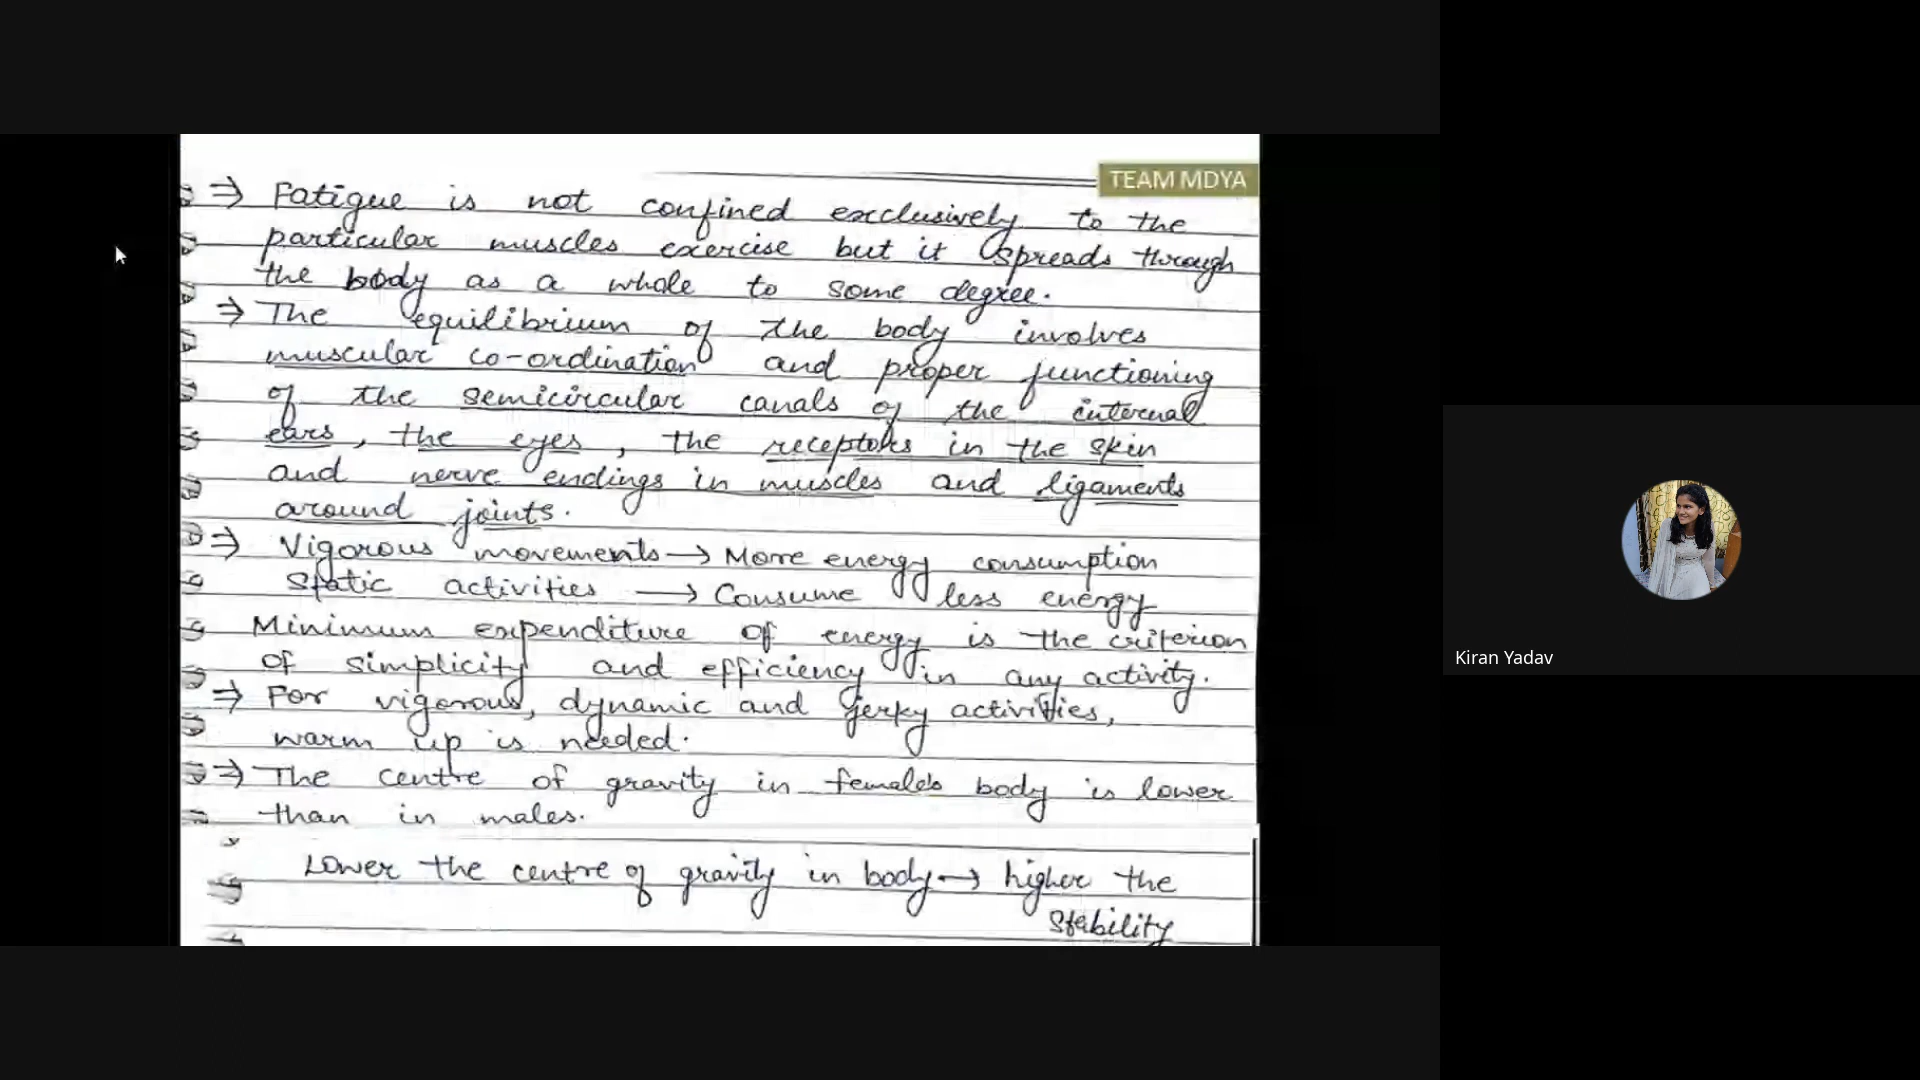 TEAM MDYA
⇒ Fatigue is not confined exclusively to the
particular muscles exercise but it spreads through
the body as a whole to some degree.
⇒ The equilibrium of the body involves
muscular co-ordination and proper functioning
of the semicircular canals of the internal
ears, the eyes, the receptors in the skin
and nerve endings in muscles and ligaments
around joints.
⇒ Vigorous movements → More energy consumption
Static activities → Consume less energy
Minimum expenditure of energy is the criterion
of simplicity and efficiency in any activity.
⇒ For vigorous, dynamic and jerky activities,
warm up is needed.
⇒ The centre of gravity in female's body is lower
than in males.
Lower the centre of gravity in body → higher the
stability
Kiran Yadav